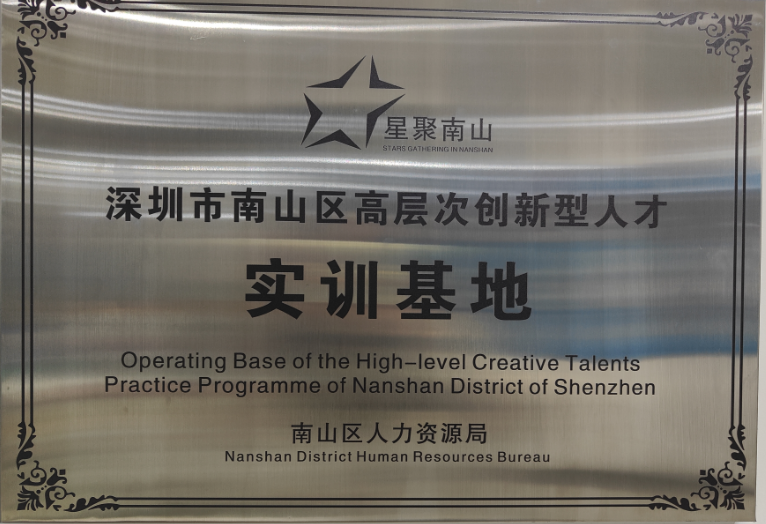 星聚南山
STARS GATHERING IN NANSHAN
深圳市南山区高层次创新型人才
实训基地
Operating Base of the High-level Creative Talents
Practice Programme of Nanshan District of Shenzhen
南山区人力资源局
Nanshan District Human Resources Bureau